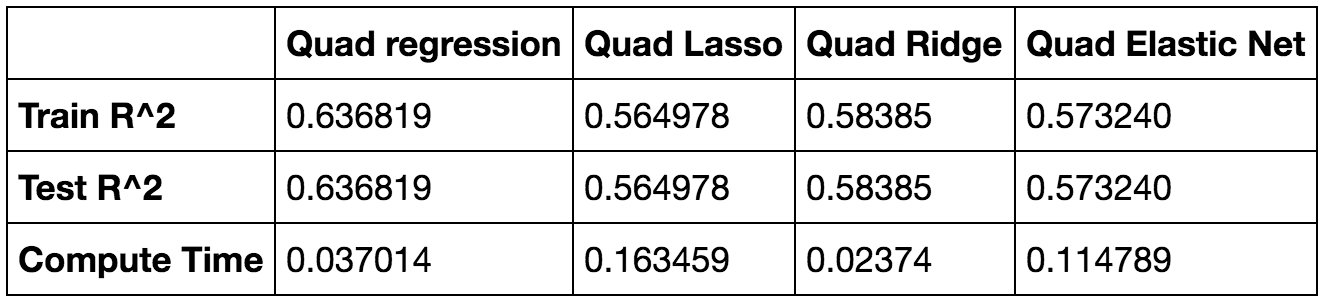 Quad regression Quad Lasso Quad Ridge Quad Elastic Net
Train R^2 0.636819 0.564978 0.58385 0.573240
Test R^2 0.636819 0.564978 0.58385 0.573240
Compute Time 0.037014 0.163459 0.02374 0.114789